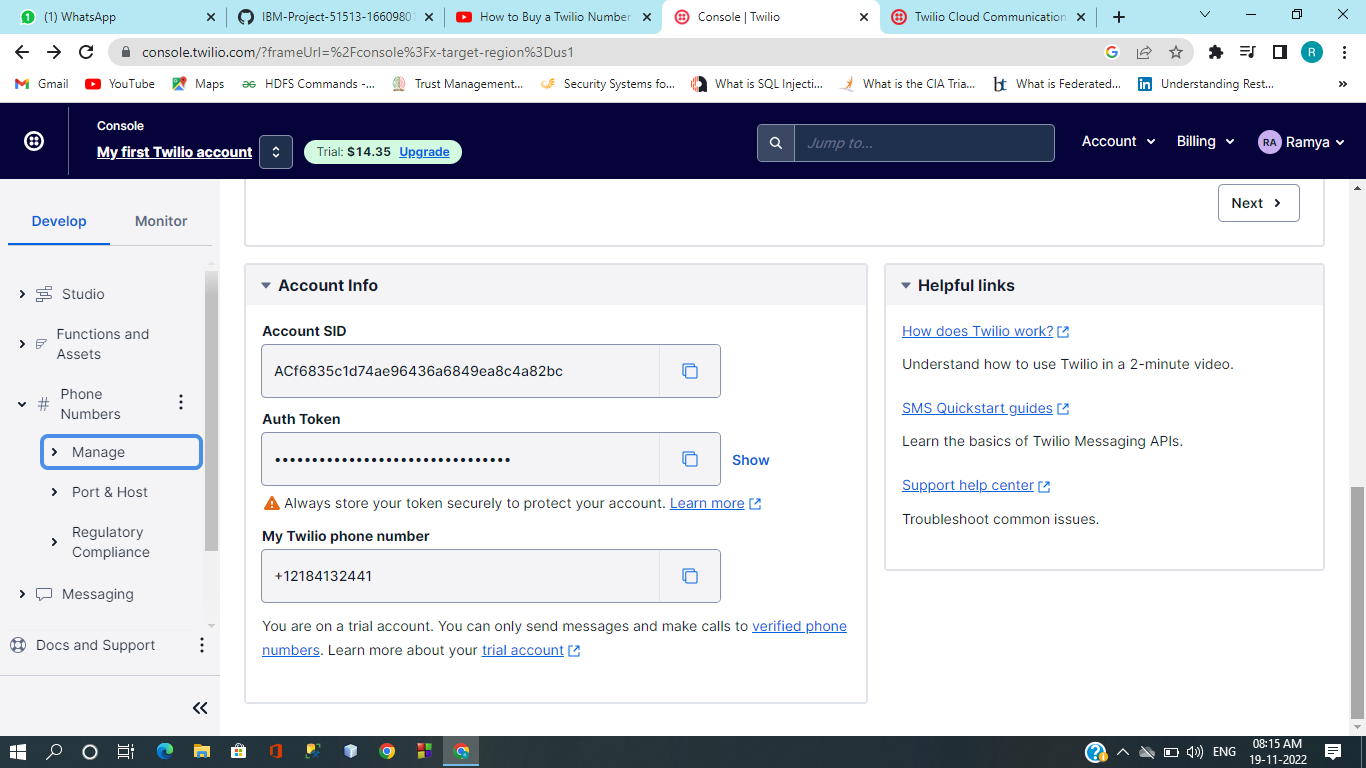 (1) WhatsApp
IBM-Project-51513-16609801
How to Buy a Twilio Number
Console | Twilio
Twilio Cloud Communication
console.twilio.com/?frameUrl=%2Fconsole%3Fx-target-region%3Dus1
R
Gmail
YouTube
Maps
HDFS Commands -...
Trust Management...
Security Systems fo...
What is SQL Injecti...
What is the CIA Tria...
bt What is Federated...
in Understanding Rest...
»
Console
My first Twilio account
Trial: $14.35 Upgrade
Jump to...
Account
Billing
RA Ramya
Develop
Monitor
Studio
Functions and
Assets
# Phone
Numbers
Manage
Port & Host
Regulatory
Compliance
Messaging
Docs and Support
Next
Account Info
Account SID
ACf6835c1d74ae96436a6849ea8c4a82bc
Auth Token
••••••••••••••••••••••••••••••••
Show
Always store your token securely to protect your account. Learn more
My Twilio phone number
+12184132441
You are on a trial account. You can only send messages and make calls to verified phone
numbers. Learn more about your trial account
Helpful links
How does Twilio work?
Understand how to use Twilio in a 2-minute video.
SMS Quickstart guides
Learn the basics of Twilio Messaging APIs.
Support help center
Troubleshoot common issues.
ENG
08:15 AM
19-11-2022